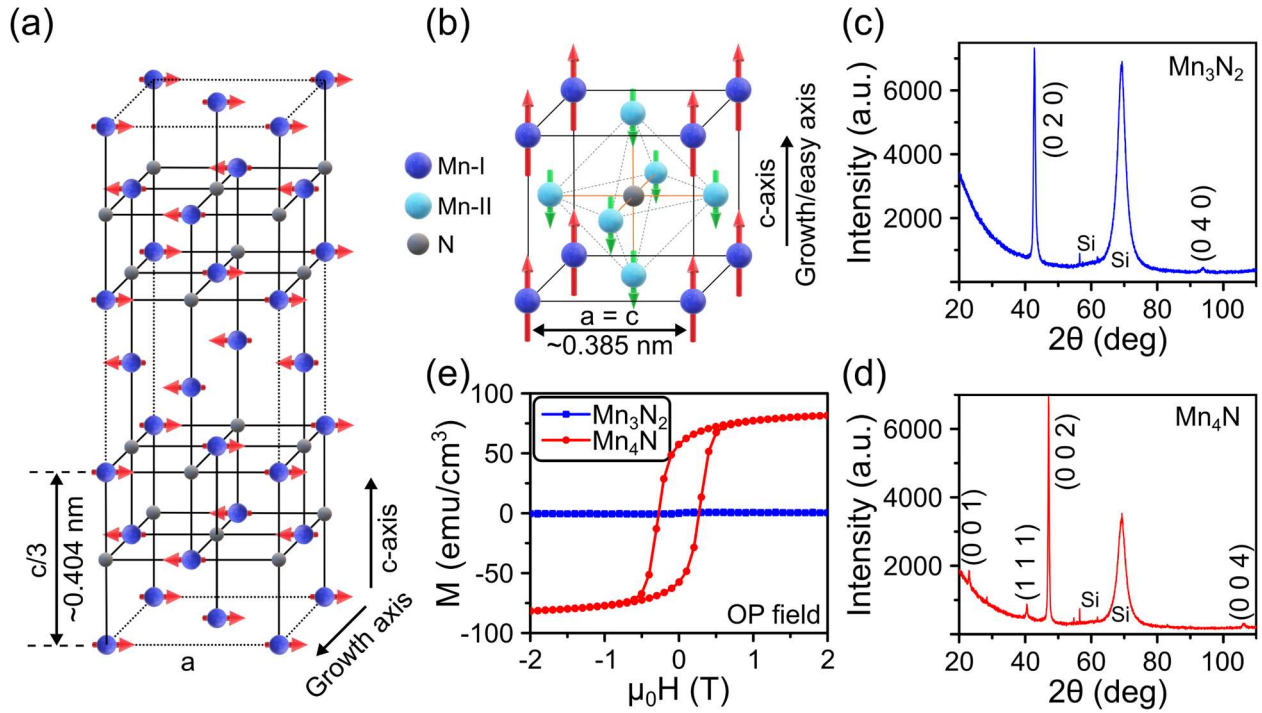 (a)
c/3
~0.404 nm
a
c-axis
Growth axis
(b)
Mn-I
Mn-II
N
a = c
~0.385 nm
c-axis
Growth/easy axis
(c)
Mn₃N₂
Intensity (a.u.)
6000
4000
2000
(0 2 0)
Si
Si
(0 4 0)
20 40 60 80 100
2θ (deg)
(d)
Mn₄N
Intensity (a.u.)
6000
4000
2000
(0 0 1)
(1 1 1)
(0 0 2)
Si
Si
(0 0 4)
20 40 60 80 100
2θ (deg)
(e)
Mn₃N₂
Mn₄N
M (emu/cm³)
100
50
0
-50
-100
OP field
-2 -1 0 1 2
μ₀H (T)